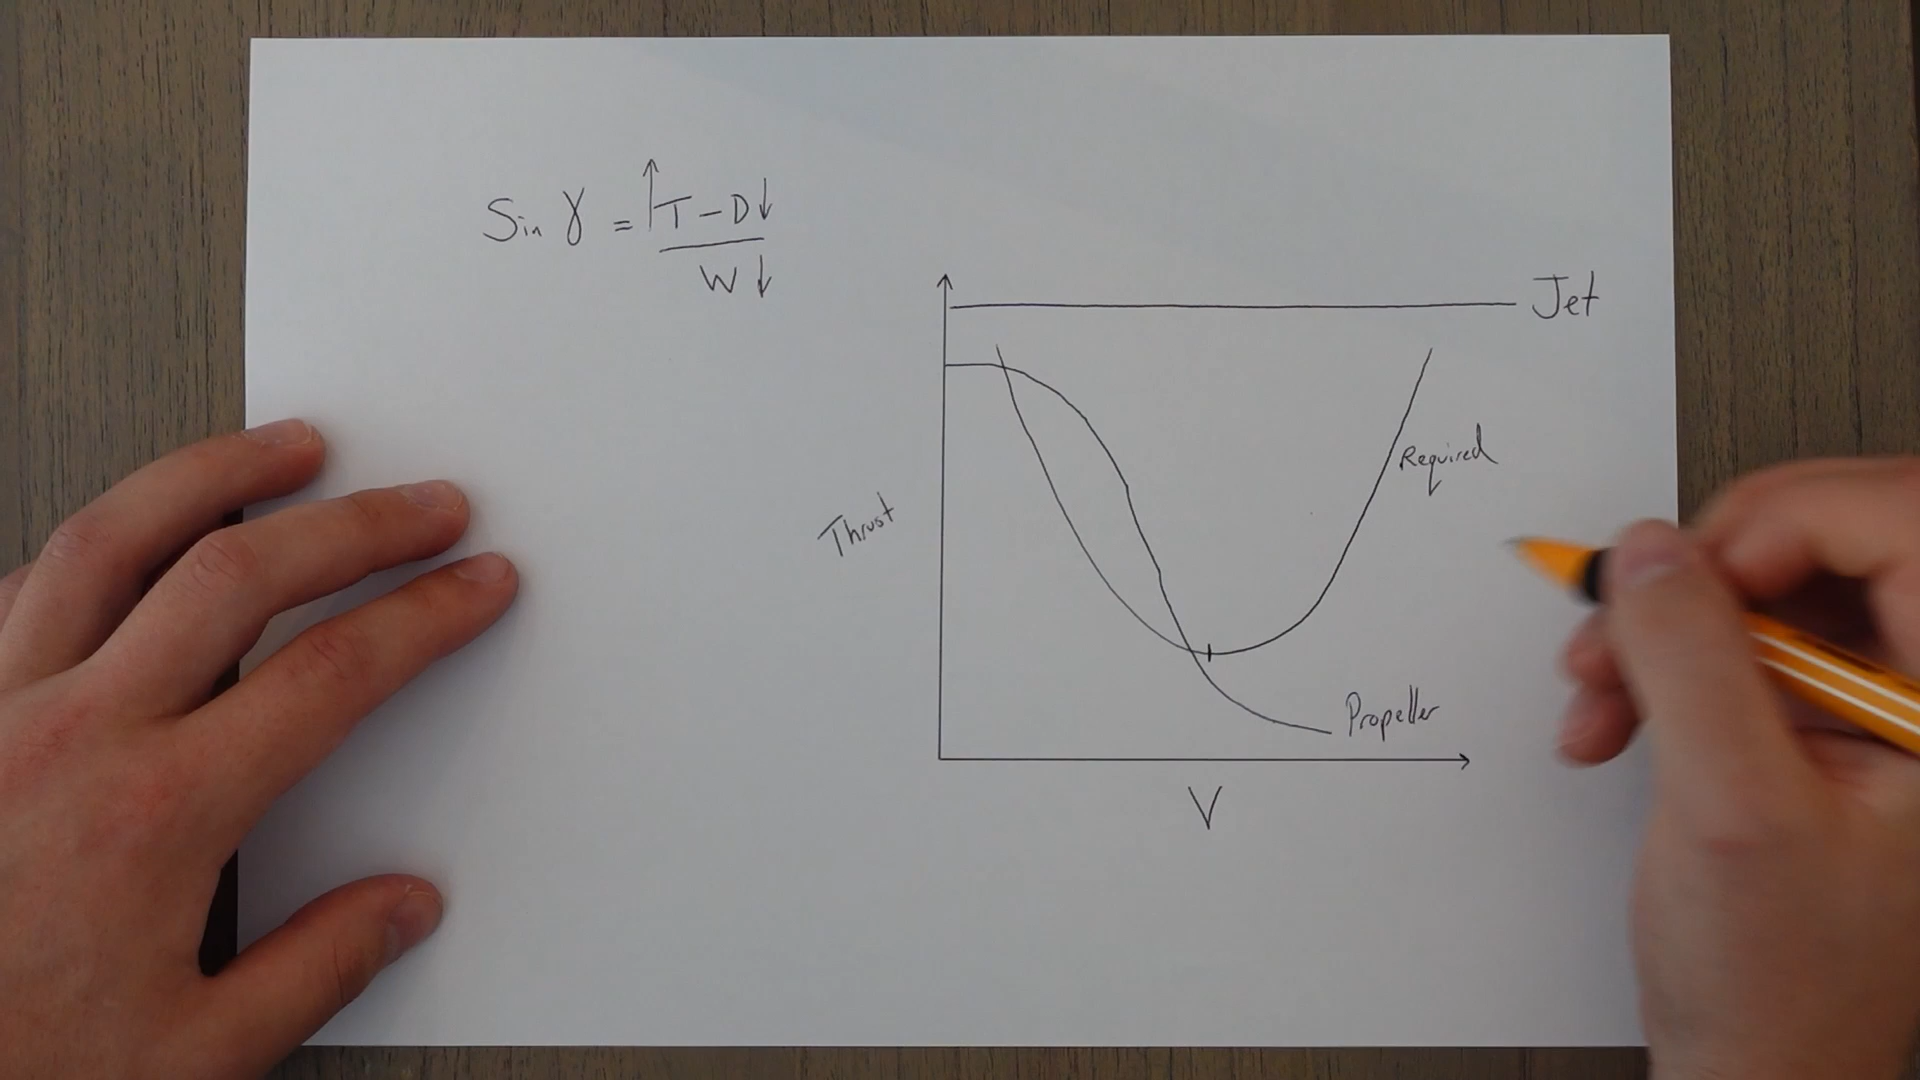 Sin γ = ↑T - D↓
W↓
Jet
Required
Thrust
Propeller
V